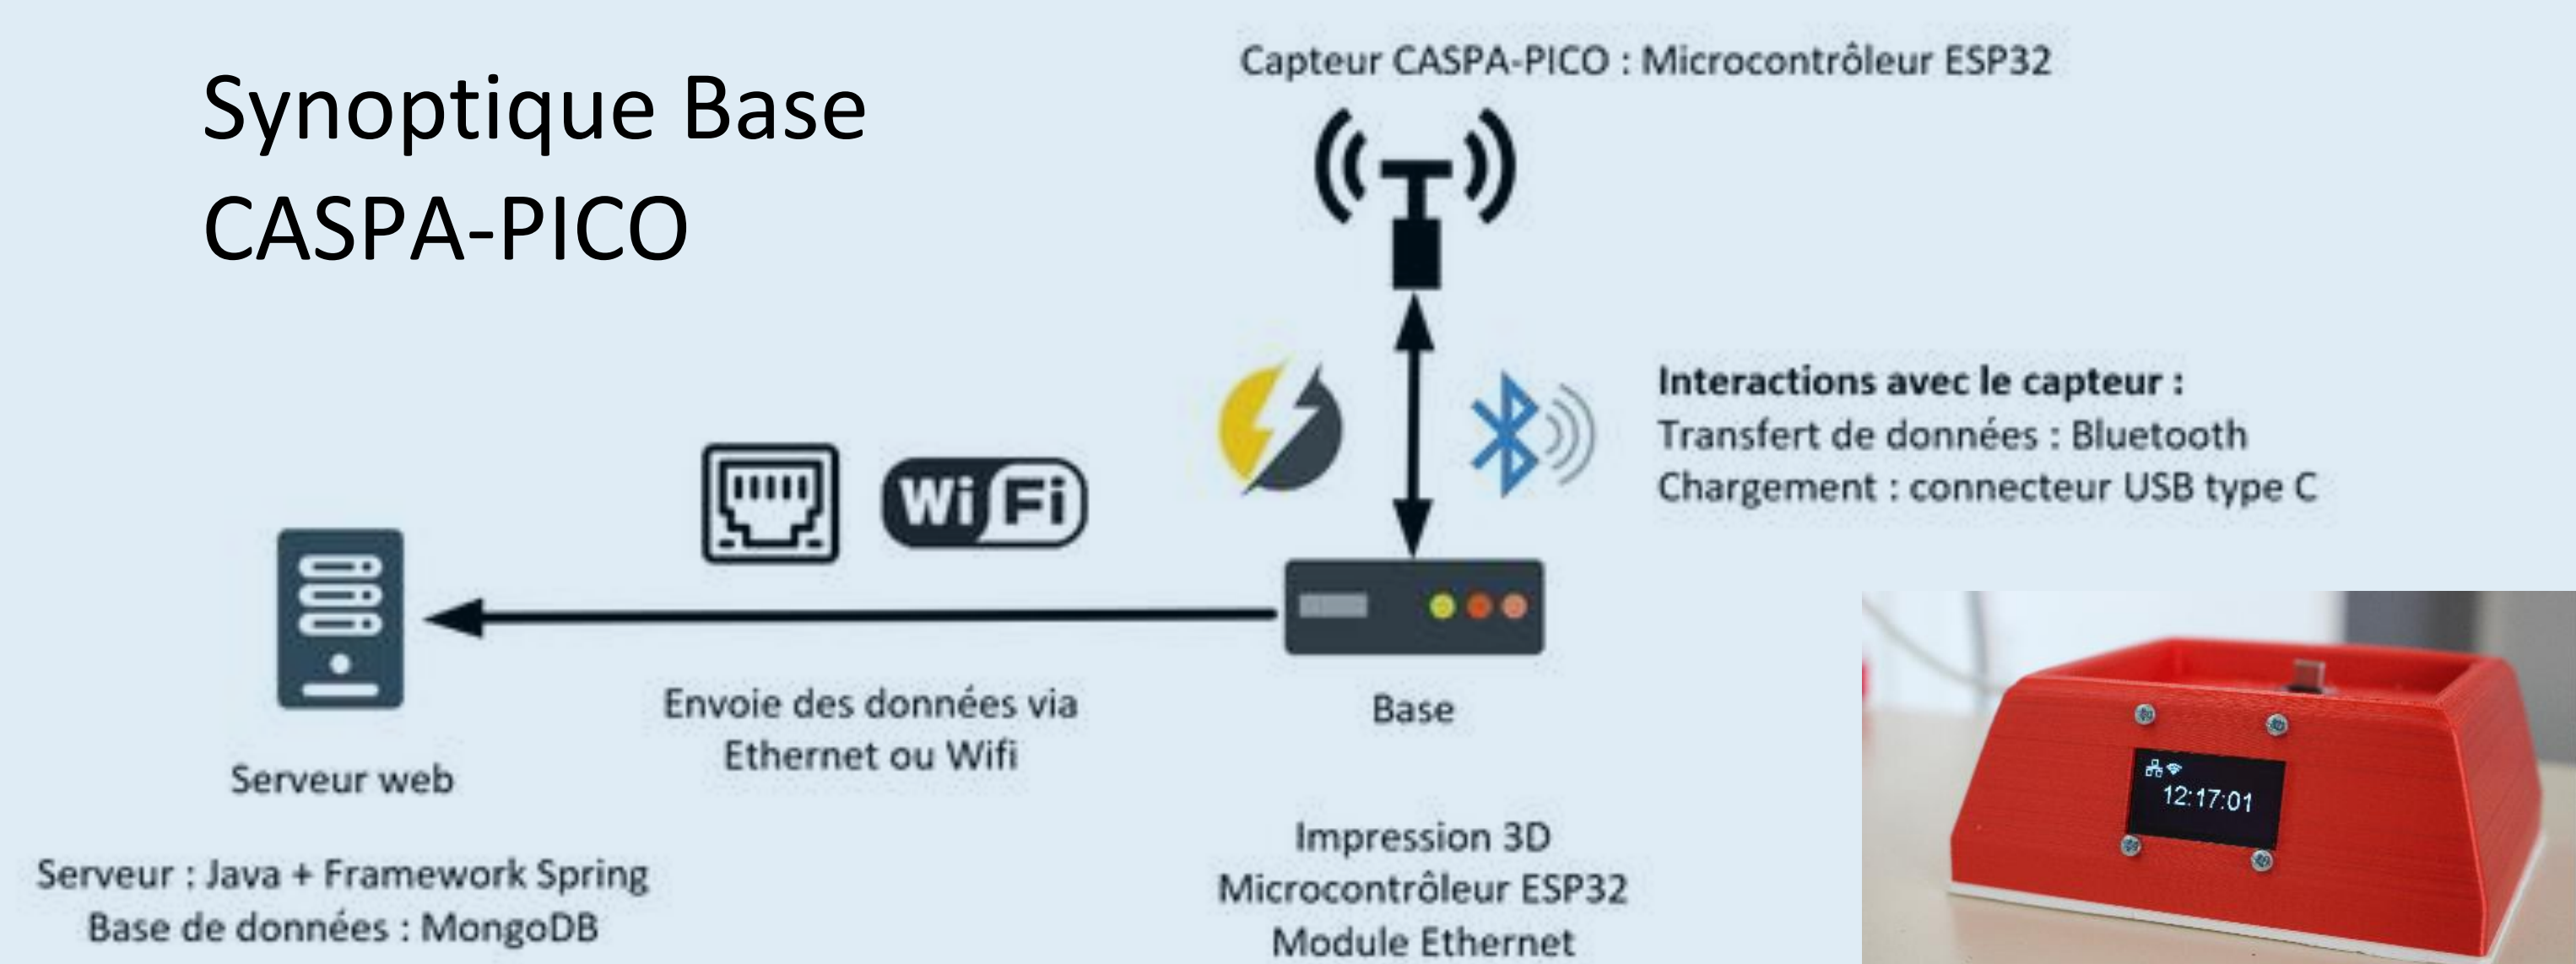 Synoptique Base
CASPA-PICO
Capteur CASPA-PICO : Microcontrôleur ESP32
Interactions avec le capteur :
Transfert de données : Bluetooth
Chargement : connecteur USB type C
Wi Fi
Envoie des données via
Ethernet ou Wifi
Serveur web
Serveur : Java + Framework Spring
Base de données : MongoDB
Base
Impression 3D
Microcontrôleur ESP32
Module Ethernet
12:17:01